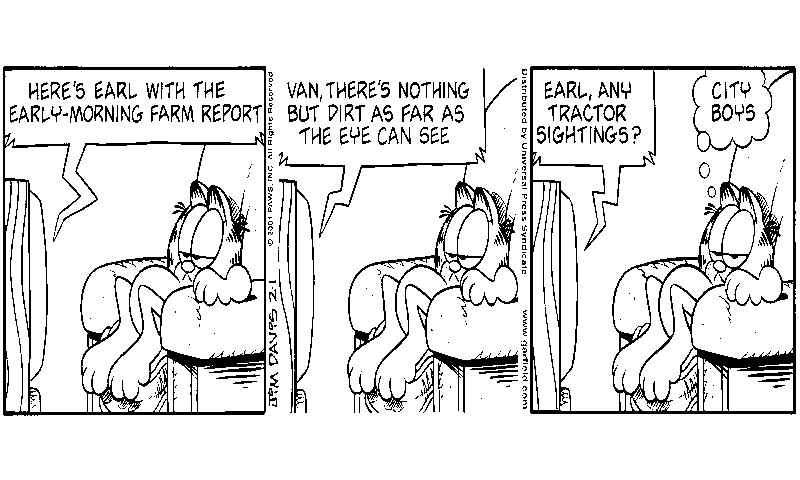 HERE'S EARL WITH THE
EARLY-MORNING FARM REPORT
© 2001 PAWS, INC. All Rights Reserved
JIM DAVIS 2.1
VAN, THERE'S NOTHING
BUT DIRT AS FAR AS
THE EYE CAN SEE
Distributed by Universal Press Syndicate
www.garfield.com
EARL, ANY
TRACTOR
SIGHTINGS?
CITY
BOYS